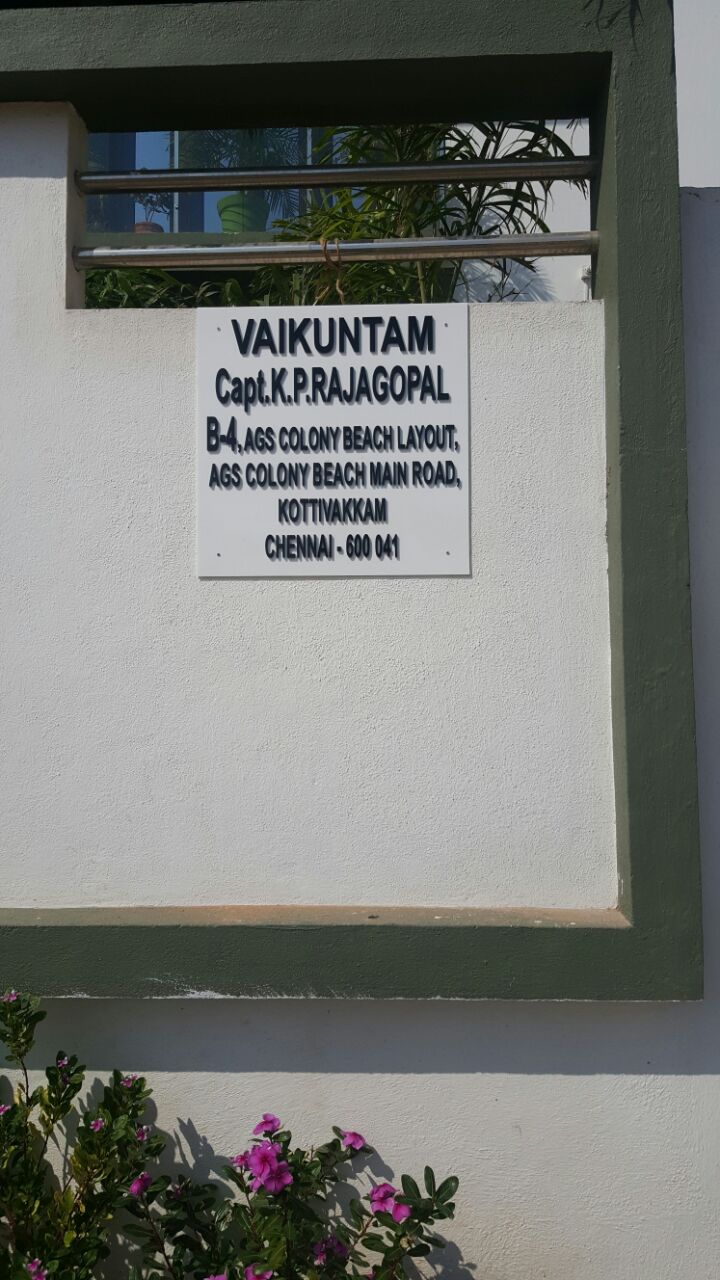 VAIKUNTAM
Capt.K.P.RAJAGOPAL
B-4, AGS COLONY BEACH LAYOUT,
AGS COLONY BEACH MAIN ROAD,
KOTTIVAKKAM
CHENNAI - 600 041